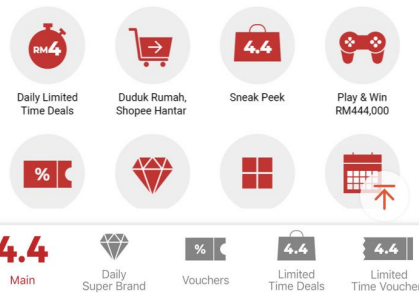 RM4
4.4
Daily Limited
Time Deals
Duduk Rumah,
Shopee Hantar
Sneak Peek
Play & Win
RM444,000
%
4.4
%
4.4
4.4
Main
Daily
Super Brand
Vouchers
Limited
Time Deals
Limited
Time Voucher